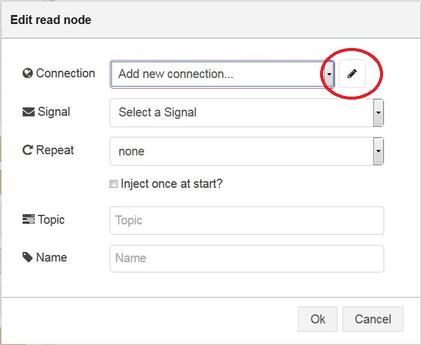 Edit read node
Connection Add new connection...
Signal Select a Signal
Repeat none
Inject once at start?
Topic Topic
Name Name
Ok Cancel